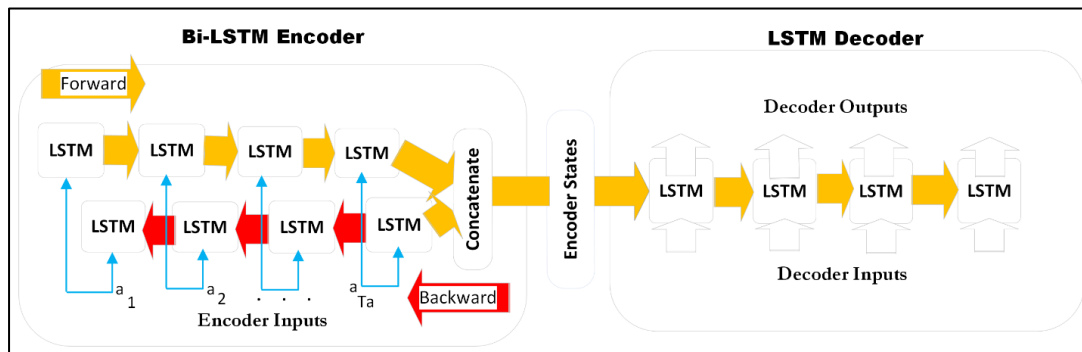 Bi-LSTM Encoder
LSTM Decoder
Forward
Decoder Outputs
LSTM LSTM LSTM LSTM
Concatenate
Encoder States
LSTM LSTM LSTM LSTM
LSTM LSTM LSTM LSTM
Decoder Inputs
a1 a2 . . . aTa
Backward
Encoder Inputs